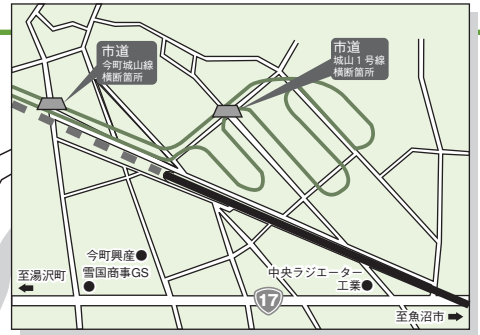 市道
今町城山線
横断箇所
市道
城山1号線
横断箇所
今町興産●
雪国商事GS
●
至湯沢町
⬅
中央ラジエーター
工業●
17
至魚沼市 ➡